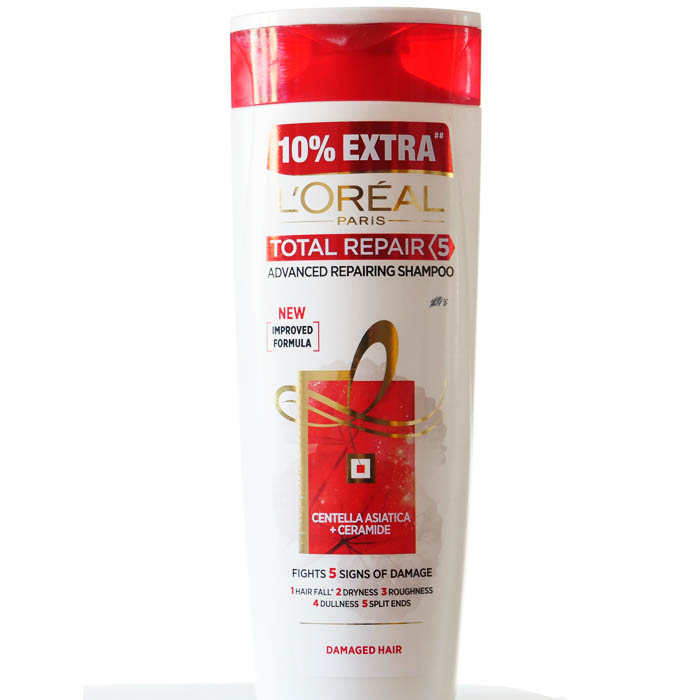 10% EXTRA##
L'ORÉAL
PARIS
TOTAL REPAIR 5
ADVANCED REPAIRING SHAMPOO
NEW
IMPROVED
FORMULA
CENTELLA ASIATICA
+ CERAMIDE
FIGHTS 5 SIGNS OF DAMAGE
1 HAIR FALL^ 2 DRYNESS 3 ROUGHNESS
4 DULLNESS 5 SPLIT ENDS
DAMAGED HAIR